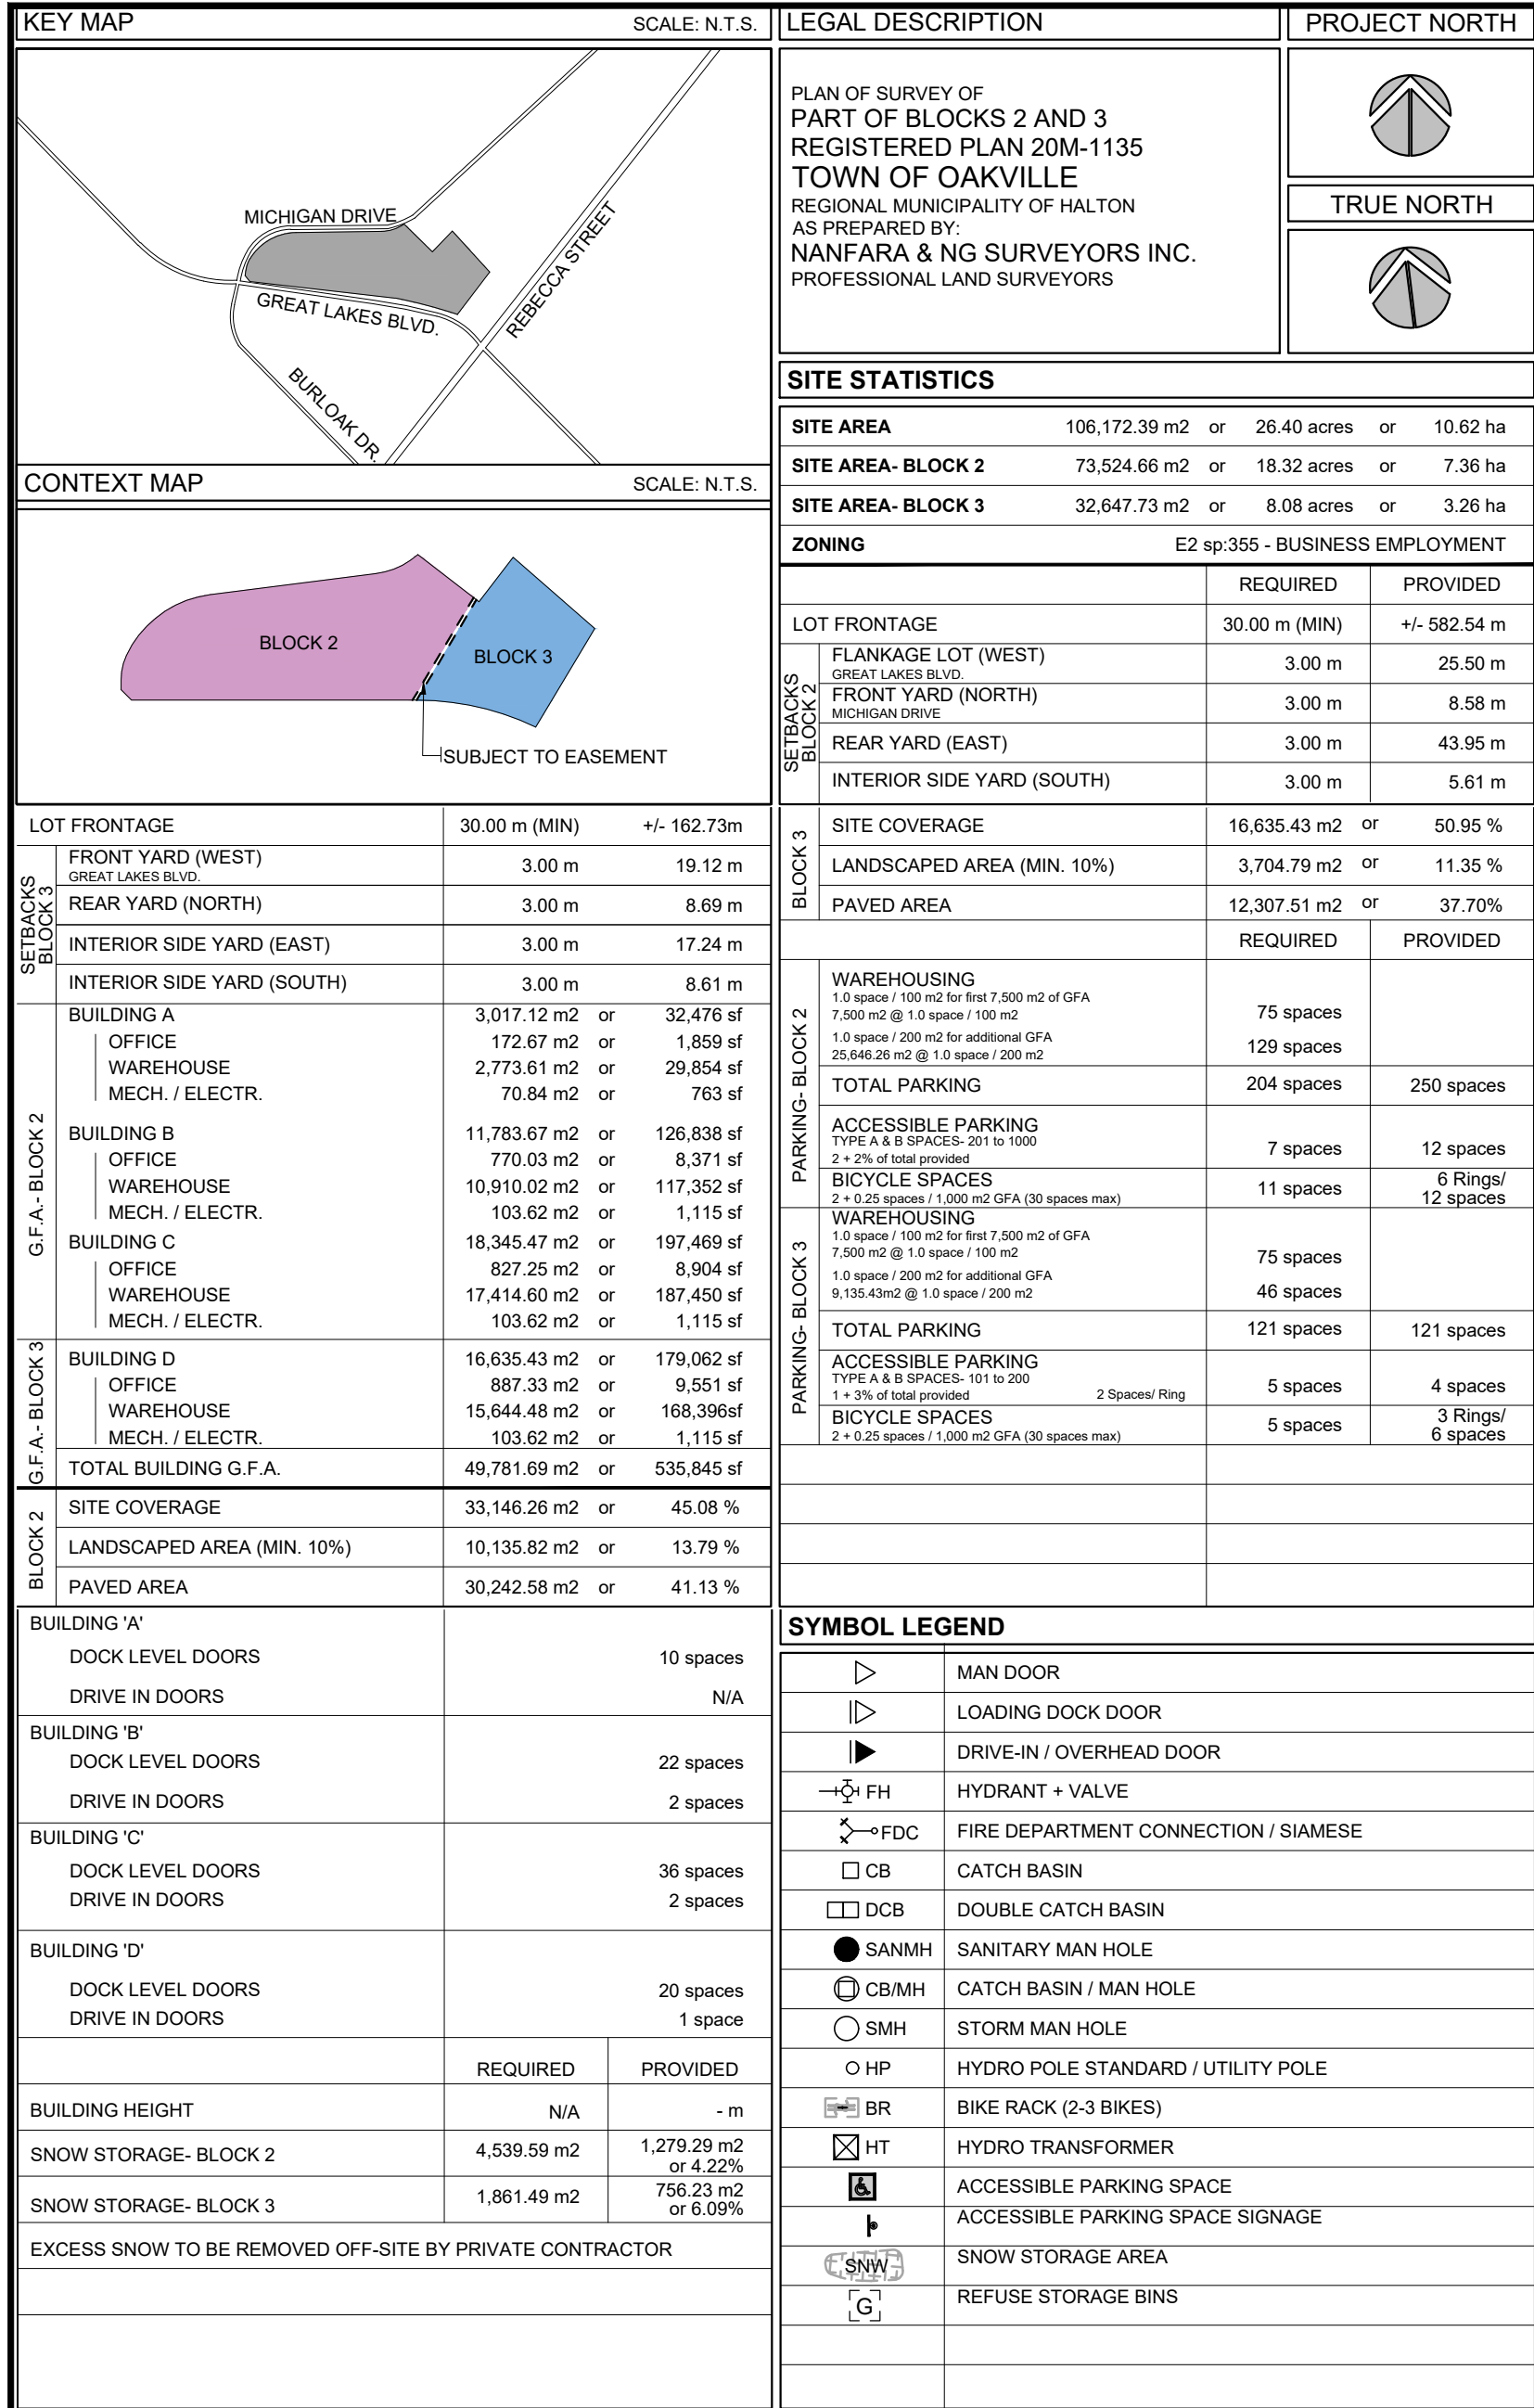 KEY MAP SCALE: N.T.S.
MICHIGAN DRIVE
GREAT LAKES BLVD.
REBECCA STREET
BURLOAK DR.
CONTEXT MAP SCALE: N.T.S.
BLOCK 2
BLOCK 3
SUBJECT TO EASEMENT
LEGAL DESCRIPTION
PLAN OF SURVEY OF
PART OF BLOCKS 2 AND 3
REGISTERED PLAN 20M-1135
TOWN OF OAKVILLE
REGIONAL MUNICIPALITY OF HALTON
AS PREPARED BY:
NANFARA & NG SURVEYORS INC.
PROFESSIONAL LAND SURVEYORS
PROJECT NORTH
TRUE NORTH
SITE STATISTICS
SITE AREA 106,172.39 m2 or 26.40 acres or 10.62 ha
SITE AREA- BLOCK 2 73,524.66 m2 or 18.32 acres or 7.36 ha
SITE AREA- BLOCK 3 32,647.73 m2 or 8.08 acres or 3.26 ha
ZONING E2 sp:355 - BUSINESS EMPLOYMENT
REQUIRED PROVIDED
LOT FRONTAGE 30.00 m (MIN) +/- 582.54 m
SETBACKS
BLOCK 2
FLANKAGE LOT (WEST) 3.00 m 25.50 m
GREAT LAKES BLVD.
FRONT YARD (NORTH) 3.00 m 8.58 m
MICHIGAN DRIVE
REAR YARD (EAST) 3.00 m 43.95 m
INTERIOR SIDE YARD (SOUTH) 3.00 m 5.61 m
LOT FRONTAGE 30.00 m (MIN) +/- 162.73m
SETBACKS
BLOCK 3
FRONT YARD (WEST) 3.00 m 19.12 m
GREAT LAKES BLVD.
REAR YARD (NORTH) 3.00 m 8.69 m
INTERIOR SIDE YARD (EAST) 3.00 m 17.24 m
INTERIOR SIDE YARD (SOUTH) 3.00 m 8.61 m
G.F.A.- BLOCK 2
BUILDING A 3,017.12 m2 or 32,476 sf
OFFICE 172.67 m2 or 1,859 sf
WAREHOUSE 2,773.61 m2 or 29,854 sf
MECH. / ELECTR. 70.84 m2 or 763 sf
BUILDING B 11,783.67 m2 or 126,838 sf
OFFICE 770.03 m2 or 8,371 sf
WAREHOUSE 10,910.02 m2 or 117,352 sf
MECH. / ELECTR. 103.62 m2 or 1,115 sf
BUILDING C 18,345.47 m2 or 197,469 sf
OFFICE 827.25 m2 or 8,904 sf
WAREHOUSE 17,414.60 m2 or 187,450 sf
MECH. / ELECTR. 103.62 m2 or 1,115 sf
G.F.A.- BLOCK 3
BUILDING D 16,635.43 m2 or 179,062 sf
OFFICE 887.33 m2 or 9,551 sf
WAREHOUSE 15,644.48 m2 or 168,396sf
MECH. / ELECTR. 103.62 m2 or 1,115 sf
TOTAL BUILDING G.F.A. 49,781.69 m2 or 535,845 sf
BLOCK 2
SITE COVERAGE 33,146.26 m2 or 45.08 %
LANDSCAPED AREA (MIN. 10%) 10,135.82 m2 or 13.79 %
PAVED AREA 30,242.58 m2 or 41.13 %
BLOCK 3
SITE COVERAGE 16,635.43 m2 or 50.95 %
LANDSCAPED AREA (MIN. 10%) 3,704.79 m2 or 11.35 %
PAVED AREA 12,307.51 m2 or 37.70%
REQUIRED PROVIDED
PARKING- BLOCK 2
WAREHOUSING
1.0 space / 100 m2 for first 7,500 m2 of GFA
7,500 m2 @ 1.0 space / 100 m2 75 spaces
1.0 space / 200 m2 for additional GFA
25,646.26 m2 @ 1.0 space / 200 m2 129 spaces
TOTAL PARKING 204 spaces 250 spaces
ACCESSIBLE PARKING
TYPE A & B SPACES- 201 to 1000
2 + 2% of total provided 7 spaces 12 spaces
BICYCLE SPACES 11 spaces 6 Rings/
2 + 0.25 spaces / 1,000 m2 GFA (30 spaces max) 12 spaces
PARKING- BLOCK 3
WAREHOUSING
1.0 space / 100 m2 for first 7,500 m2 of GFA
7,500 m2 @ 1.0 space / 100 m2 75 spaces
1.0 space / 200 m2 for additional GFA
9,135.43m2 @ 1.0 space / 200 m2 46 spaces
TOTAL PARKING 121 spaces 121 spaces
ACCESSIBLE PARKING
TYPE A & B SPACES- 101 to 200
1 + 3% of total provided 2 Spaces/ Ring 5 spaces 4 spaces
BICYCLE SPACES 5 spaces 3 Rings/
2 + 0.25 spaces / 1,000 m2 GFA (30 spaces max) 6 spaces
BUILDING 'A'
DOCK LEVEL DOORS 10 spaces
DRIVE IN DOORS N/A
BUILDING 'B'
DOCK LEVEL DOORS 22 spaces
DRIVE IN DOORS 2 spaces
BUILDING 'C'
DOCK LEVEL DOORS 36 spaces
DRIVE IN DOORS 2 spaces
BUILDING 'D'
DOCK LEVEL DOORS 20 spaces
DRIVE IN DOORS 1 space
REQUIRED PROVIDED
BUILDING HEIGHT N/A - m
SNOW STORAGE- BLOCK 2 4,539.59 m2 1,279.29 m2
or 4.22%
SNOW STORAGE- BLOCK 3 1,861.49 m2 756.23 m2
or 6.09%
EXCESS SNOW TO BE REMOVED OFF-SITE BY PRIVATE CONTRACTOR
SYMBOL LEGEND
MAN DOOR
LOADING DOCK DOOR
DRIVE-IN / OVERHEAD DOOR
FH HYDRANT + VALVE
FDC FIRE DEPARTMENT CONNECTION / SIAMESE
CB CATCH BASIN
DCB DOUBLE CATCH BASIN
SANMH SANITARY MAN HOLE
CB/MH CATCH BASIN / MAN HOLE
SMH STORM MAN HOLE
HP HYDRO POLE STANDARD / UTILITY POLE
BR BIKE RACK (2-3 BIKES)
HT HYDRO TRANSFORMER
ACCESSIBLE PARKING SPACE
ACCESSIBLE PARKING SPACE SIGNAGE
SNW SNOW STORAGE AREA
G REFUSE STORAGE BINS